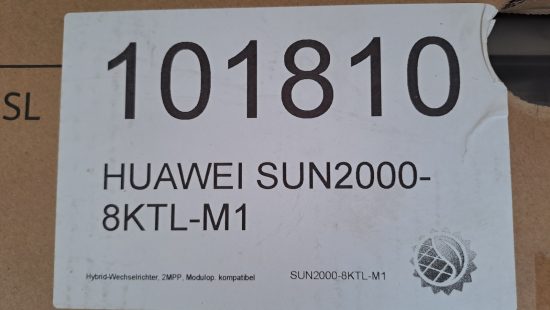 101810
SL
HUAWEI SUN2000-
8KTL-M1
Hybrid-Wechselrichter, 2MPP, Modulop. kompatibel
SUN2000-8KTL-M1